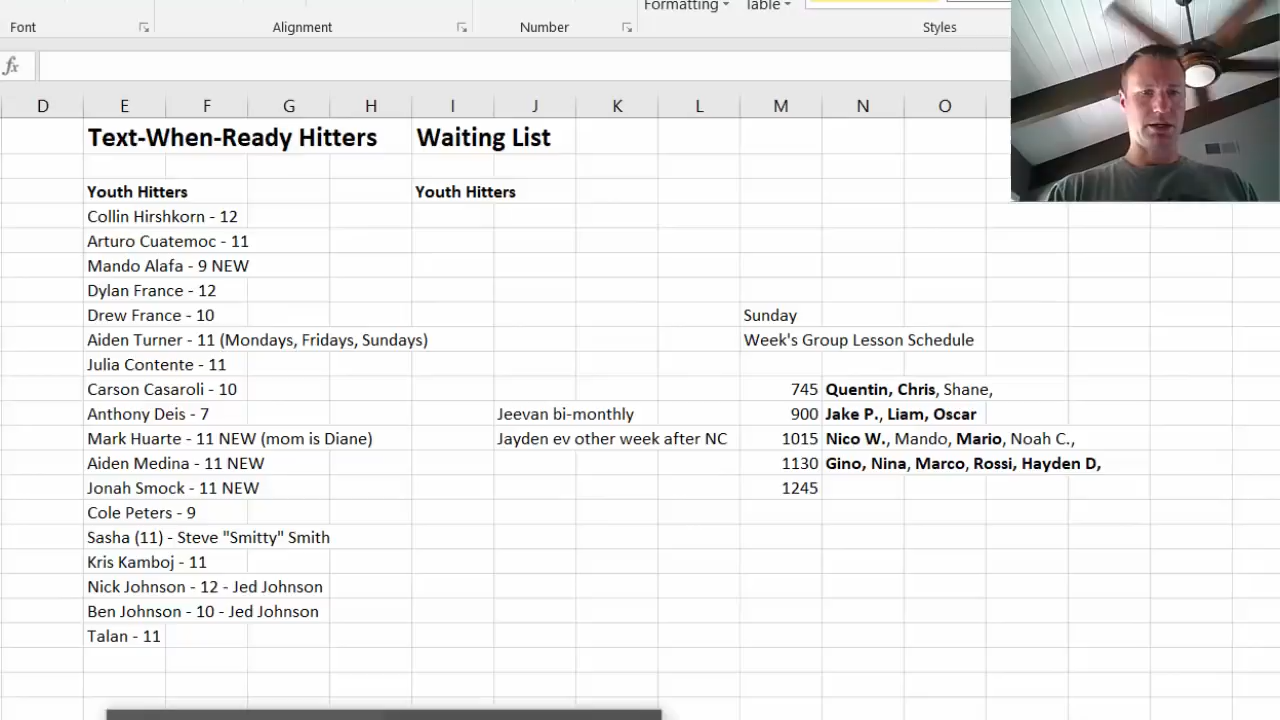 Formatting
Table
Font
Alignment
Number
Styles
fx
D E F G H I J K L M N O
Text-When-Ready Hitters
Waiting List
Youth Hitters
Youth Hitters
Collin Hirshkorn - 12
Arturo Cuatemoc - 11
Mando Alafa - 9 NEW
Dylan France - 12
Drew France - 10
Sunday
Aiden Turner - 11 (Mondays, Fridays, Sundays)
Week's Group Lesson Schedule
Julia Contente - 11
Carson Casaroli - 10
745 Quentin, Chris, Shane,
Anthony Deis - 7
Jeevan bi-monthly
900 Jake P., Liam, Oscar
Mark Huarte - 11 NEW (mom is Diane)
Jayden ev other week after NC
1015 Nico W., Mando, Mario, Noah C.,
Aiden Medina - 11 NEW
1130 Gino, Nina, Marco, Rossi, Hayden D,
Jonah Smock - 11 NEW
1245
Cole Peters - 9
Sasha (11) - Steve "Smitty" Smith
Kris Kamboj - 11
Nick Johnson - 12 - Jed Johnson
Ben Johnson - 10 - Jed Johnson
Talan - 11